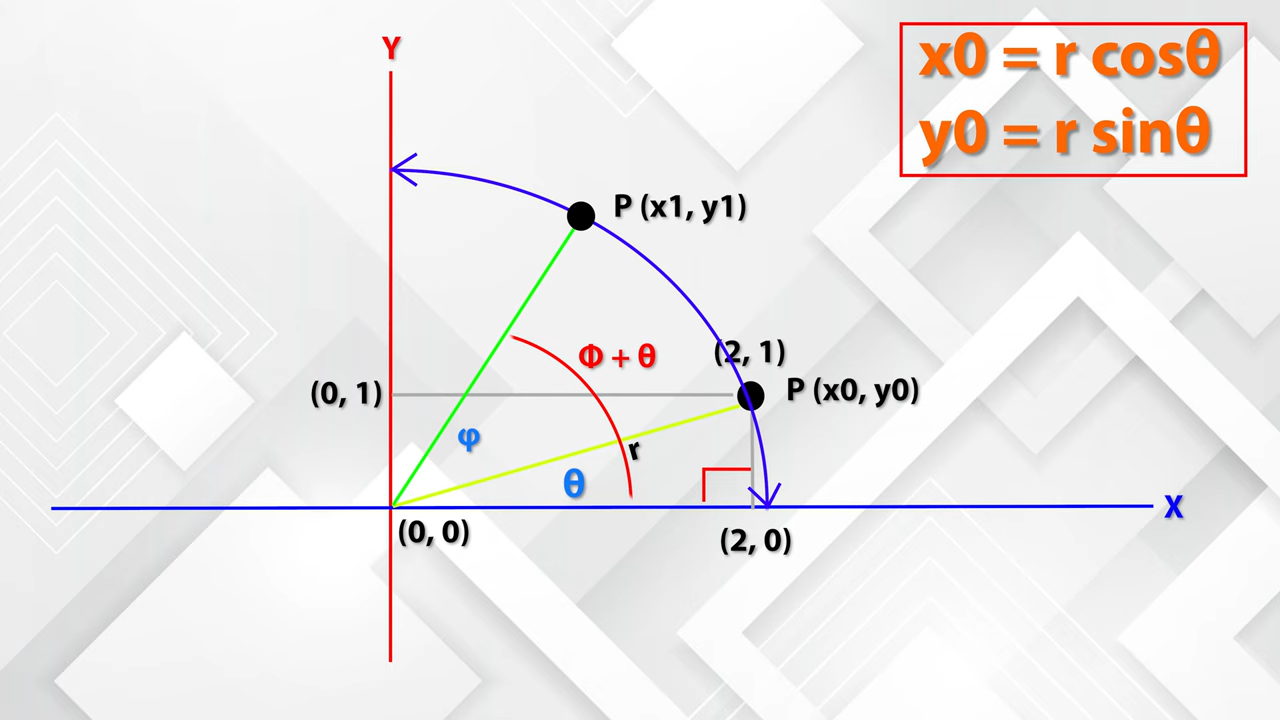 x0 = r cosθ
y0 = r sinθ
Y
P (x1, y1)
Φ + θ
(2, 1)
(0, 1)
P (x0, y0)
φ
r
θ
X
(0, 0)
(2, 0)